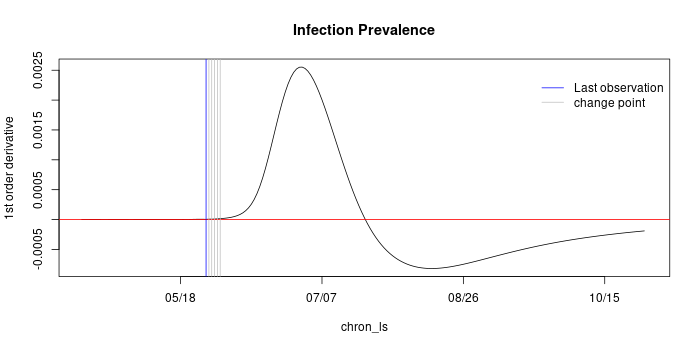 Infection Prevalence
1st order derivative
0.0025
0.0015
0.0005
-0.0005
Last observation
change point
05/18
07/07
08/26
10/15
chron_ls